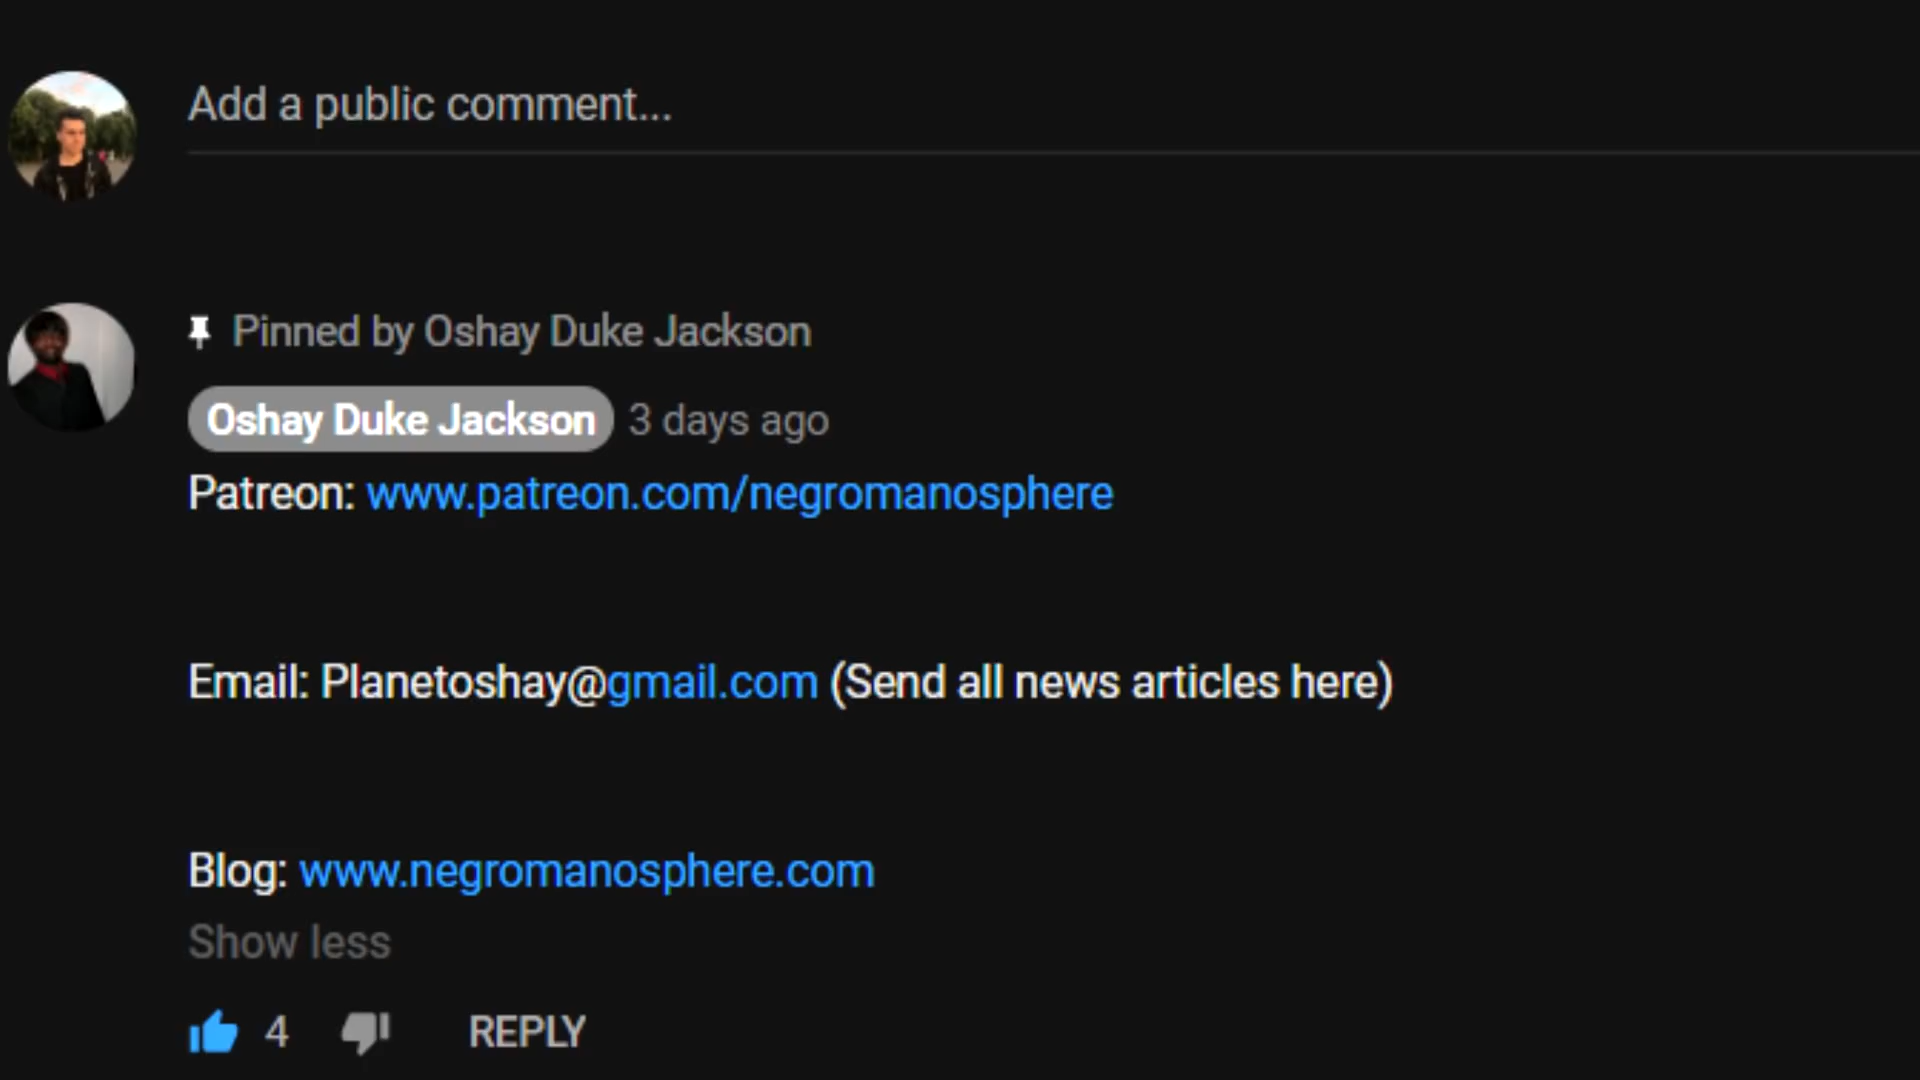 Add a public comment...
Pinned by Oshay Duke Jackson
Oshay Duke Jackson 3 days ago
Patreon: www.patreon.com/negromanosphere
Email: Planetoshay@gmail.com (Send all news articles here)
Blog: www.negromanosphere.com
Show less
4 REPLY